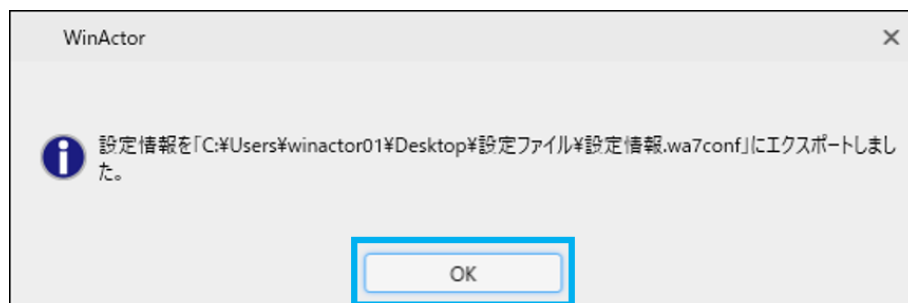 WinActor
設定情報を「C:¥Users¥winactor01¥Desktop¥設定ファイル¥設定情報.wa7conf」にエクスポートしまし
た。
OK